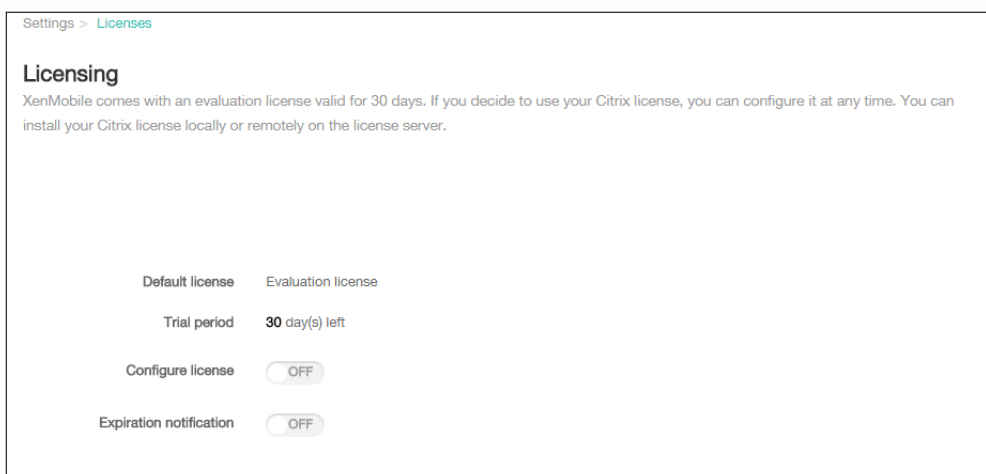 Settings > Licenses
Licensing
XenMobile comes with an evaluation license valid for 30 days. If you decide to use your Citrix license, you can configure it at any time. You can
install your Citrix license locally or remotely on the license server.
Default license Evaluation license
Trial period 30 day(s) left
Configure license OFF
Expiration notification OFF